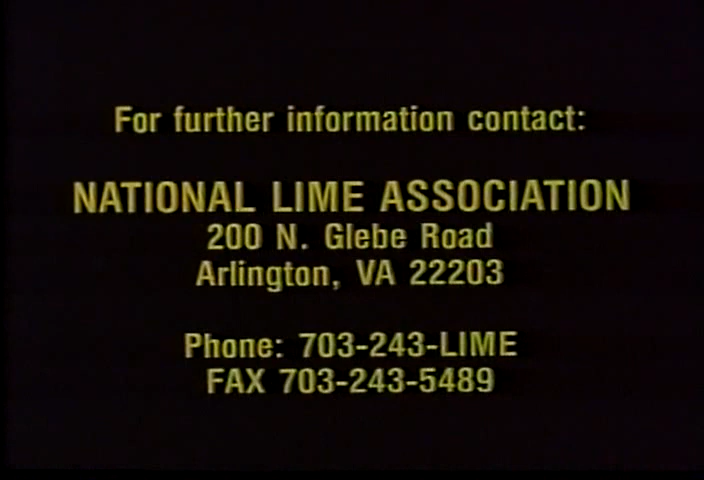 For further information contact:
NATIONAL LIME ASSOCIATION
200 N. Glebe Road
Arlington, VA 22203
Phone: 703-243-LIME
FAX 703-243-5489